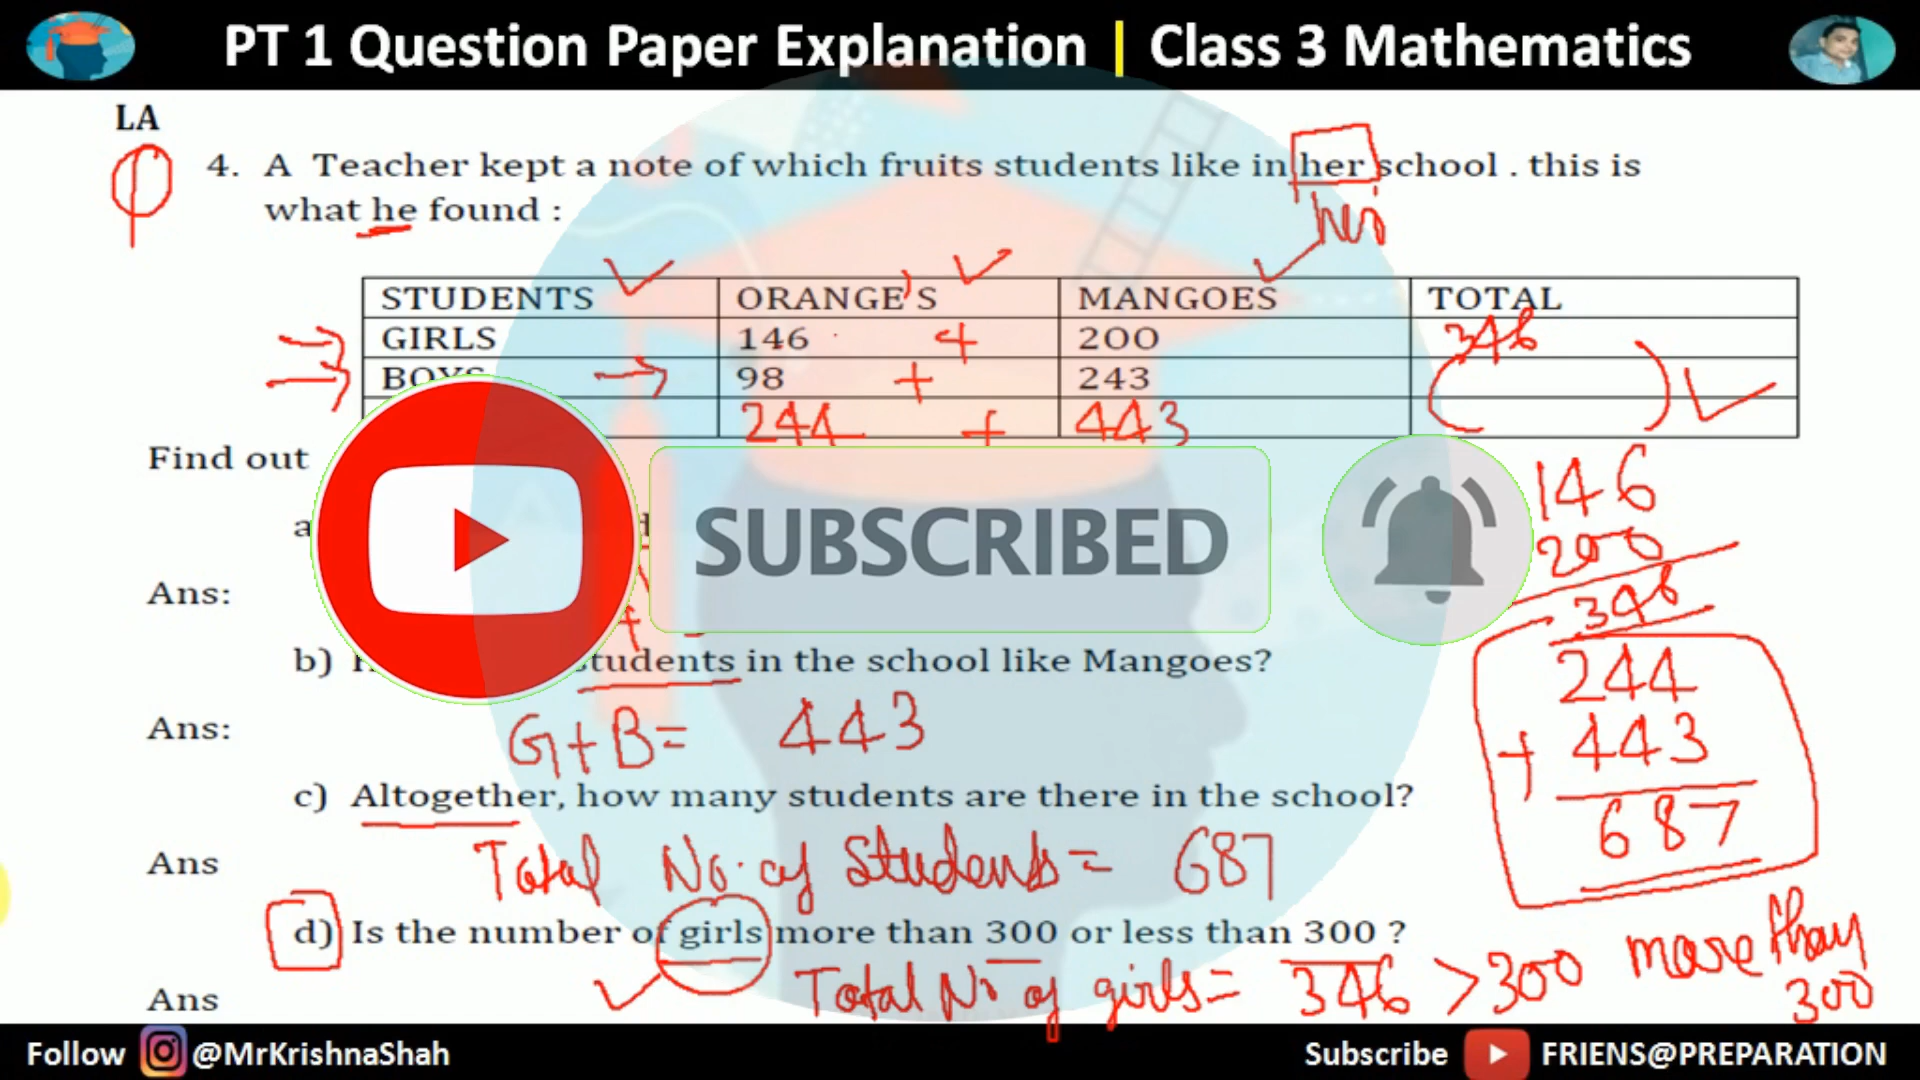 PT 1 Question Paper Explanation | Class 3 Mathematics
LA
4. A Teacher kept a note of which fruits students like in her school . this is
what he found :
STUDENTS ORANGE'S MANGOES TOTAL
GIRLS 146 + 200 346
BOYS 98 + 243
244 + 443
Find out
146
200
346
SUBSCRIBED
Ans:
b) students in the school like Mangoes?
Ans: G+B= 443
244
+ 443
687
c) Altogether, how many students are there in the school?
Ans Total No. of Students = 687
d) Is the number of girls more than 300 or less than 300 ?
Ans Total No of girls = 346 > 300 more than 300
Follow @MrKrishnaShah
Subscribe FRIENS@PREPARATION